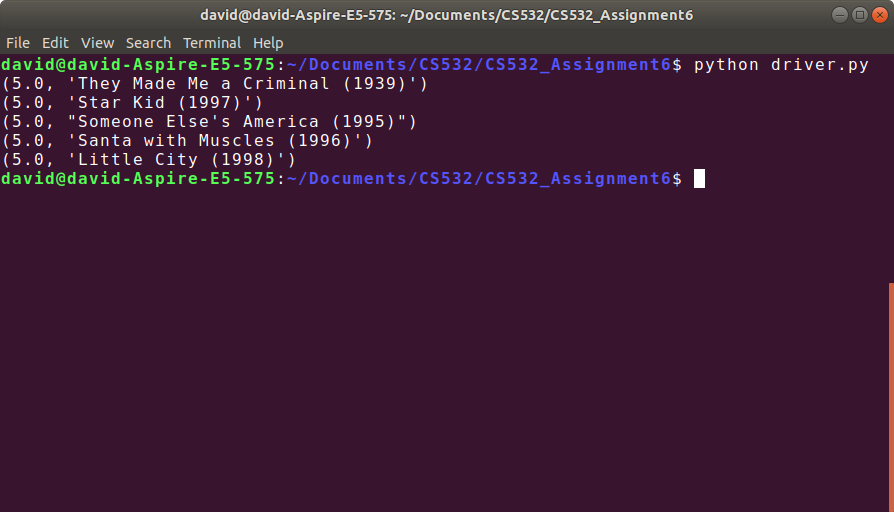 david@david-Aspire-E5-575: ~/Documents/CS532/CS532_Assignment6
File Edit View Search Terminal Help
david@david-Aspire-E5-575:~/Documents/CS532/CS532_Assignment6$ python driver.py
(5.0, 'They Made Me a Criminal (1939)')
(5.0, 'Star Kid (1997)')
(5.0, "Someone Else's America (1995)")
(5.0, 'Santa with Muscles (1996)')
(5.0, 'Little City (1998)')
david@david-Aspire-E5-575:~/Documents/CS532/CS532_Assignment6$